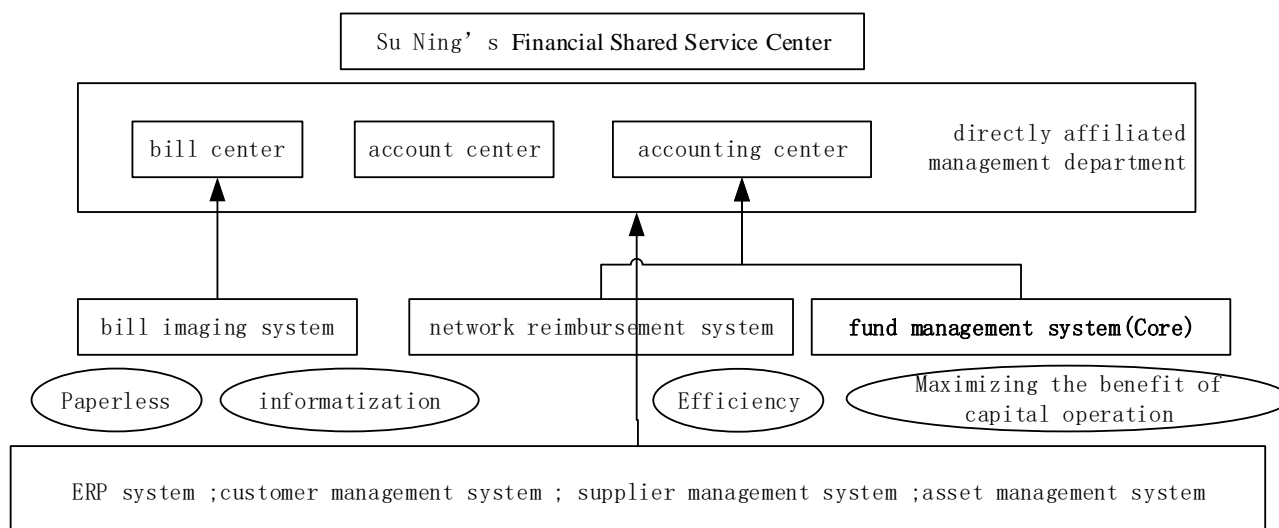 Su Ning’s Financial Shared Service Center
bill center
account center
accounting center
directly affiliated
management department
bill imaging system
network reimbursement system
fund management system(Core)
Paperless
informatization
Efficiency
Maximizing the benefit of
capital operation
ERP system ;customer management system ; supplier management system ;asset management system